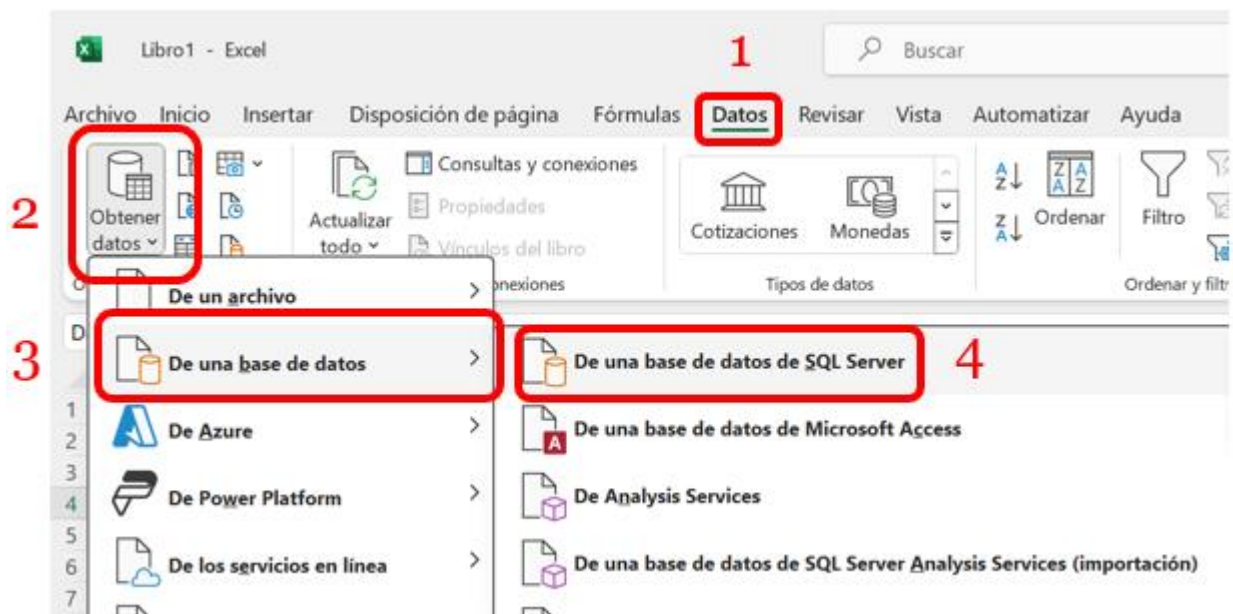 Libro1 - Excel
1
Buscar
Archivo Inicio Insertar Disposición de página Fórmulas Datos Revisar Vista Automatizar Ayuda
2
Obtener datos
Actualizar todo
Consultas y conexiones
Propiedades
Vínculos del libro
Cotizaciones
Monedas
Ordenar
Filtro
Tipos de datos
3
De un archivo
De una base de datos
De Azure
De Power Platform
De los servicios en línea
De una base de datos de SQL Server
4
De una base de datos de Microsoft Access
De Analysis Services
De una base de datos de SQL Server Analysis Services (importación)
1
2
3
4
5
6
7